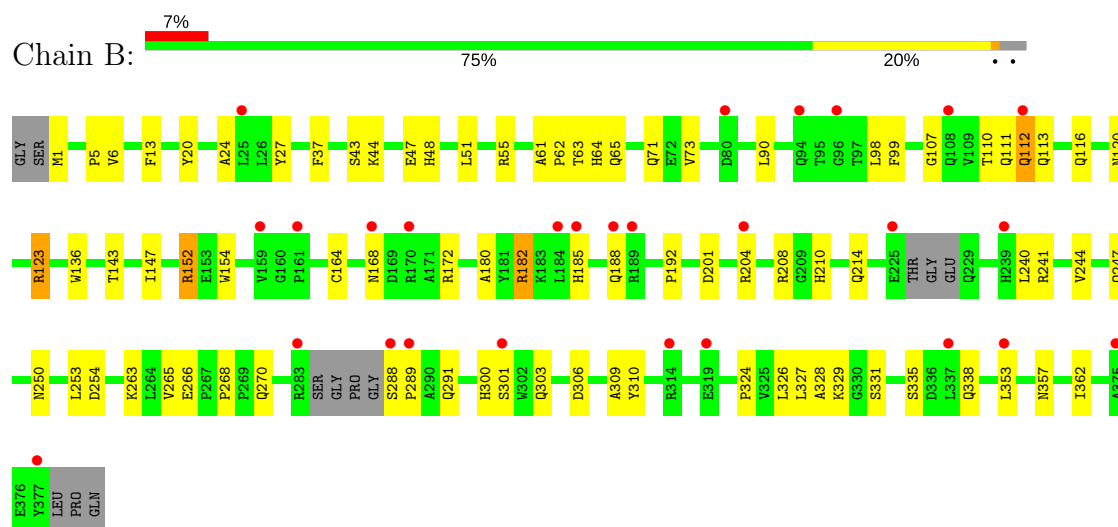 7%
Chain B:
75% 20% • •
GLY SER M1 P5 V6 F13 Y20 A24 L25 L26 Y27 F37 S43 K44 E47 H48 L51 R55 A61 P62 T63 H64 Q65 Q71 E72 V73 D80 L90 Q94 T95 G96 T97 L98 F99 G107 Q108 V109 T110 Q111 Q112 Q113 Q116 N120
R123 W136 T143 I147 R152 E153 W154 V159 G160 P161 C164 N168 D169 R170 A171 R172 A180 Y181 R182 K183 L184 H185 Q188 R189 P192 D201 R204 R208 G209 H210 Q214 E225 THR GLY GLU Q229 H239 L240 R241 V244
N250 L253 D254 K263 L264 V265 E266 P267 P268 P269 Q270 R283 SER GLY PRO GLY S288 P289 A290 Q291 H300 S301 W302 Q303 D306 A309 Y310 R314 E319 P324 V325 L326 L327 A328 K329 G330 S331 S335 D336 L337 Q338 L353 N357 I362 A375
E376 Y377 LEU PRO GLN